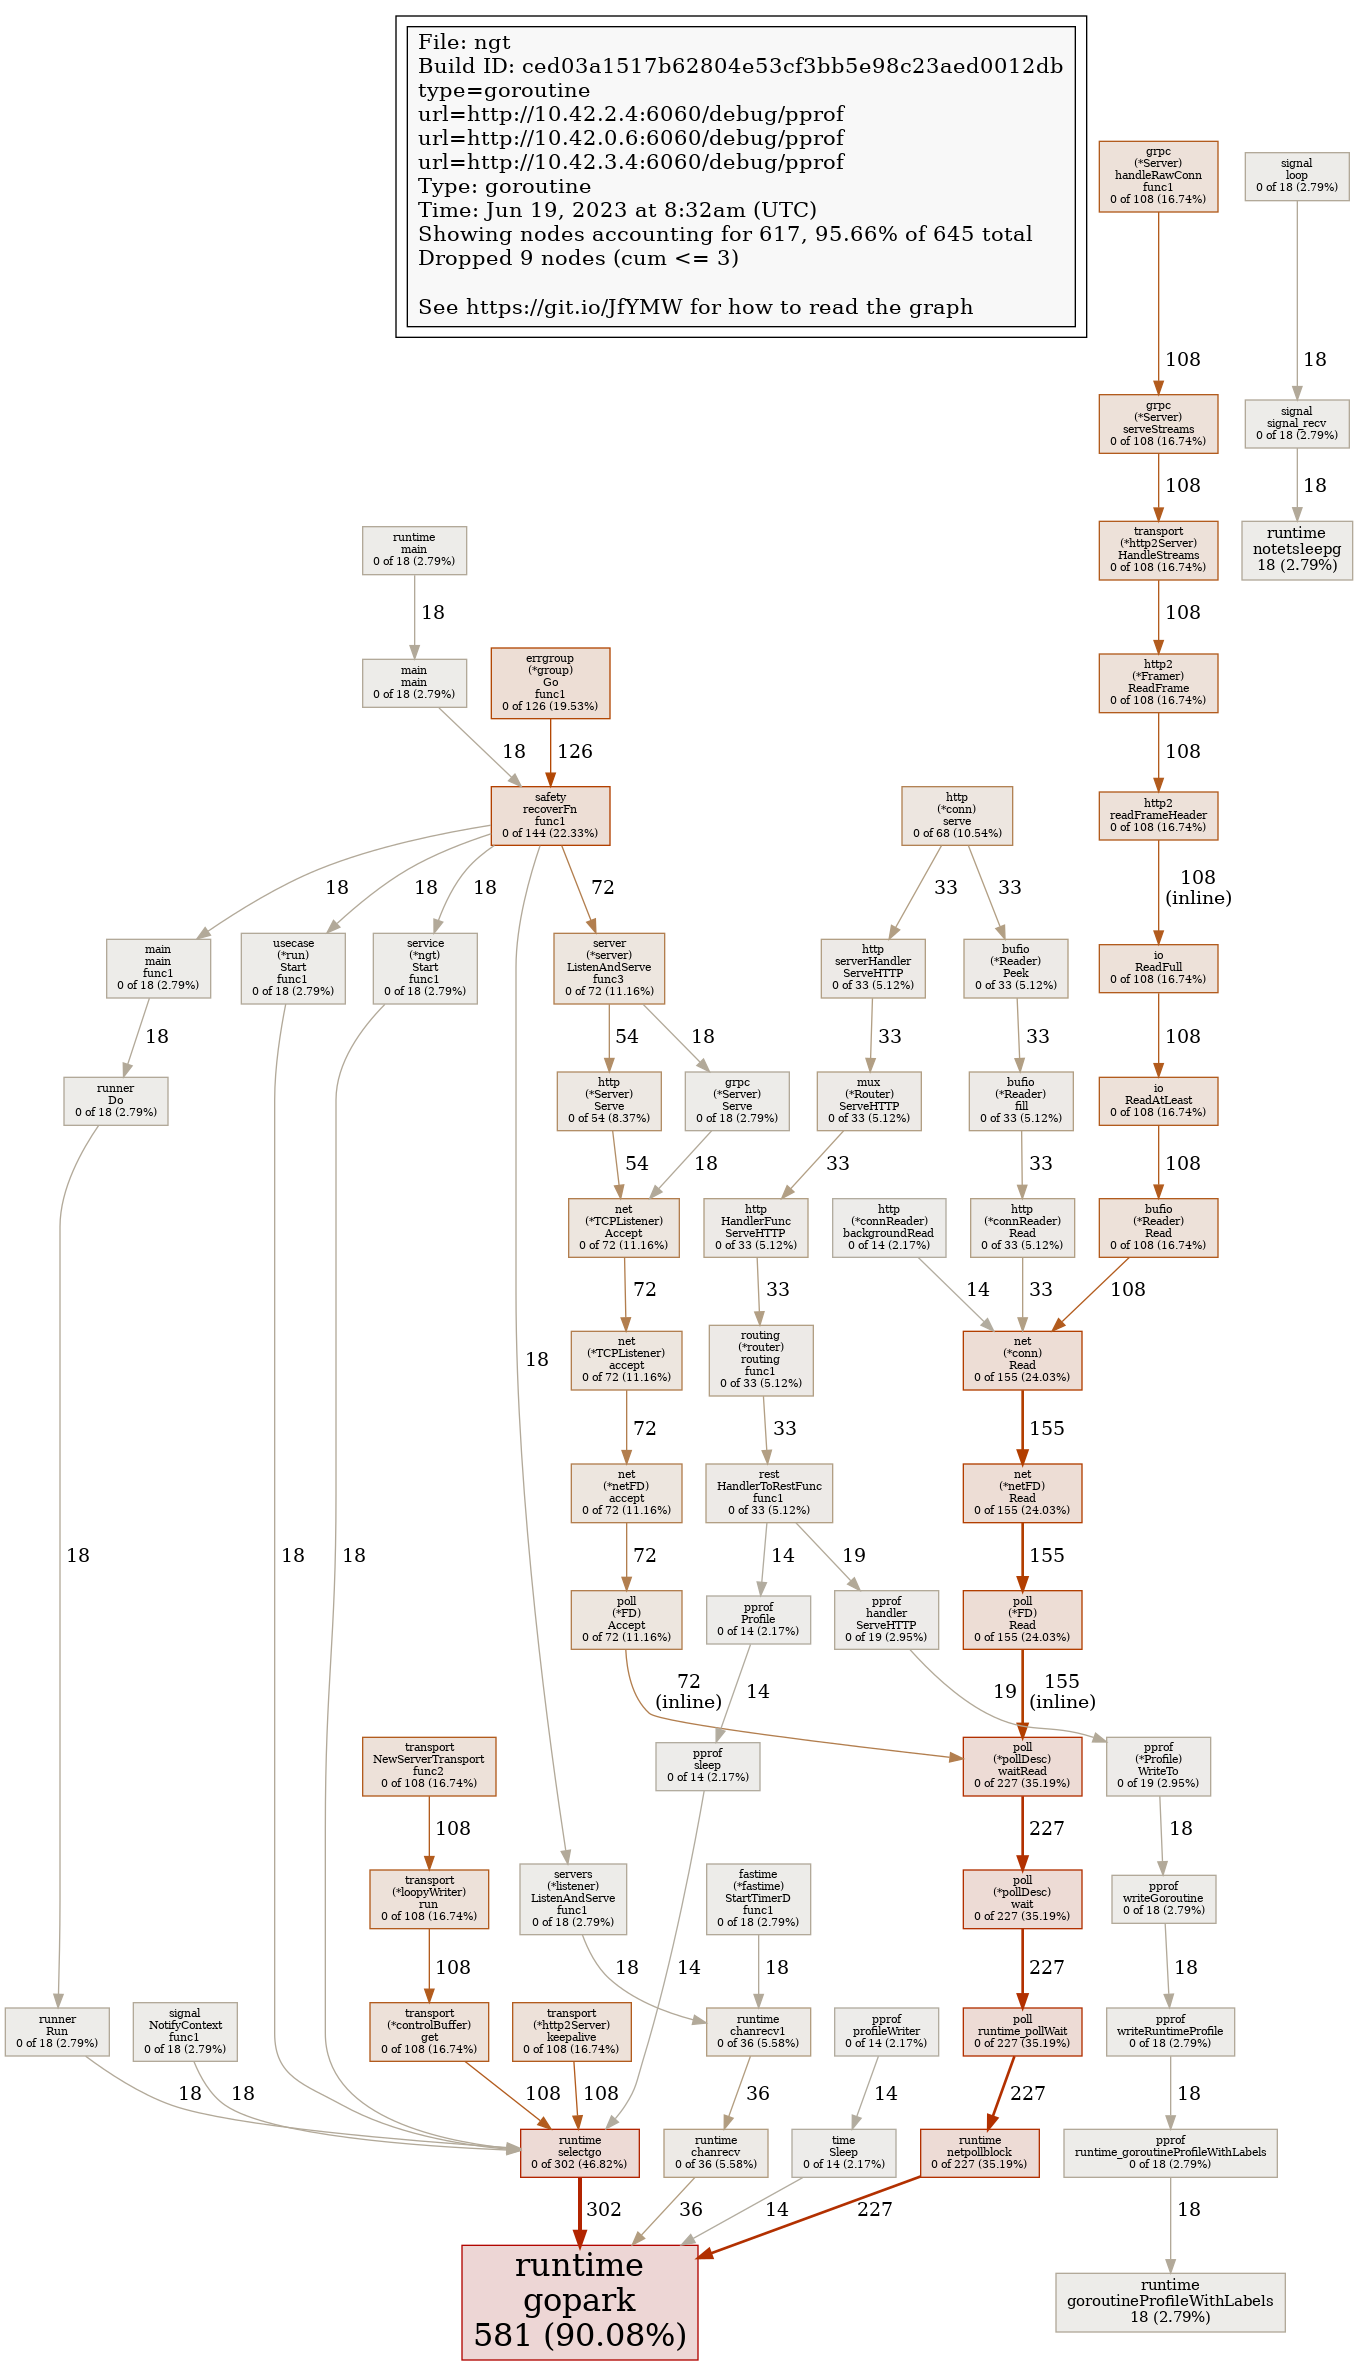 File: ngt
Build ID: ced03a1517b62804e53cf3bb5e98c23aed0012db
type=goroutine
url=http://10.42.2.4:6060/debug/pprof
url=http://10.42.0.6:6060/debug/pprof
url=http://10.42.3.4:6060/debug/pprof
Type: goroutine
Time: Jun 19, 2023 at 8:32am (UTC)
Showing nodes accounting for 617, 95.66% of 645 total
Dropped 9 nodes (cum <= 3)
See https://git.io/JfYMW for how to read the graph
grpc
(*Server)
handleRawConn
func1
0 of 108 (16.74%)
signal
loop
0 of 18 (2.79%)
108
18
grpc
(*Server)
serveStreams
0 of 108 (16.74%)
signal
signal_recv
0 of 18 (2.79%)
108
18
runtime
main
0 of 18 (2.79%)
transport
(*http2Server)
HandleStreams
0 of 108 (16.74%)
runtime
notetsleepg
18 (2.79%)
18
108
main
main
0 of 18 (2.79%)
errgroup
(*group)
Go
func1
0 of 126 (19.53%)
http2
(*Framer)
ReadFrame
0 of 108 (16.74%)
18
126
108
safety
recoverFn
func1
0 of 144 (22.33%)
http
(*conn)
serve
0 of 68 (10.54%)
http2
readFrameHeader
0 of 108 (16.74%)
18
18
18
72
33
33
108
(inline)
main
main
func1
0 of 18 (2.79%)
usecase
(*run)
Start
func1
0 of 18 (2.79%)
service
(*ngt)
Start
func1
0 of 18 (2.79%)
server
(*server)
ListenAndServe
func3
0 of 72 (11.16%)
http
serverHandler
ServeHTTP
0 of 33 (5.12%)
bufio
(*Reader)
Peek
0 of 33 (5.12%)
io
ReadFull
0 of 108 (16.74%)
18
54
18
33
33
108
runner
Do
0 of 18 (2.79%)
http
(*Server)
Serve
0 of 54 (8.37%)
grpc
(*Server)
Serve
0 of 18 (2.79%)
mux
(*Router)
ServeHTTP
0 of 33 (5.12%)
bufio
(*Reader)
fill
0 of 33 (5.12%)
io
ReadAtLeast
0 of 108 (16.74%)
54
18
33
33
108
net
(*TCPListener)
Accept
0 of 72 (11.16%)
http
HandlerFunc
ServeHTTP
0 of 33 (5.12%)
http
(*connReader)
backgroundRead
0 of 14 (2.17%)
http
(*connReader)
Read
0 of 33 (5.12%)
bufio
(*Reader)
Read
0 of 108 (16.74%)
72
33
14
33
108
18
net
(*TCPListener)
accept
0 of 72 (11.16%)
routing
(*router)
routing
func1
0 of 33 (5.12%)
net
(*conn)
Read
0 of 155 (24.03%)
72
33
155
net
(*netFD)
accept
0 of 72 (11.16%)
rest
HandlerToRestFunc
func1
0 of 33 (5.12%)
net
(*netFD)
Read
0 of 155 (24.03%)
18
18
18
72
14
19
155
poll
(*FD)
Accept
0 of 72 (11.16%)
pprof
Profile
0 of 14 (2.17%)
pprof
handler
ServeHTTP
0 of 19 (2.95%)
poll
(*FD)
Read
0 of 155 (24.03%)
72
(inline)
14
19
155
(inline)
transport
NewServerTransport
func2
0 of 108 (16.74%)
pprof
sleep
0 of 14 (2.17%)
poll
(*pollDesc)
waitRead
0 of 227 (35.19%)
pprof
(*Profile)
WriteTo
0 of 19 (2.95%)
108
227
18
transport
(*loopyWriter)
run
0 of 108 (16.74%)
servers
(*listener)
ListenAndServe
func1
0 of 18 (2.79%)
fastime
(*fastime)
StartTimerD
func1
0 of 18 (2.79%)
poll
(*pollDesc)
wait
0 of 227 (35.19%)
pprof
writeGoroutine
0 of 18 (2.79%)
108
18
14
18
227
18
runner
Run
0 of 18 (2.79%)
signal
NotifyContext
func1
0 of 18 (2.79%)
transport
(*controlBuffer)
get
0 of 108 (16.74%)
transport
(*http2Server)
keepalive
0 of 108 (16.74%)
runtime
chanrecv1
0 of 36 (5.58%)
pprof
profileWriter
0 of 14 (2.17%)
poll
runtime_pollWait
0 of 227 (35.19%)
pprof
writeRuntimeProfile
0 of 18 (2.79%)
18
18
108
108
36
14
227
18
runtime
selectgo
0 of 302 (46.82%)
runtime
chanrecv
0 of 36 (5.58%)
time
Sleep
0 of 14 (2.17%)
runtime
netpollblock
0 of 227 (35.19%)
pprof
runtime_goroutineProfileWithLabels
0 of 18 (2.79%)
302
36
14
227
18
runtime
gopark
581 (90.08%)
runtime
goroutineProfileWithLabels
18 (2.79%)